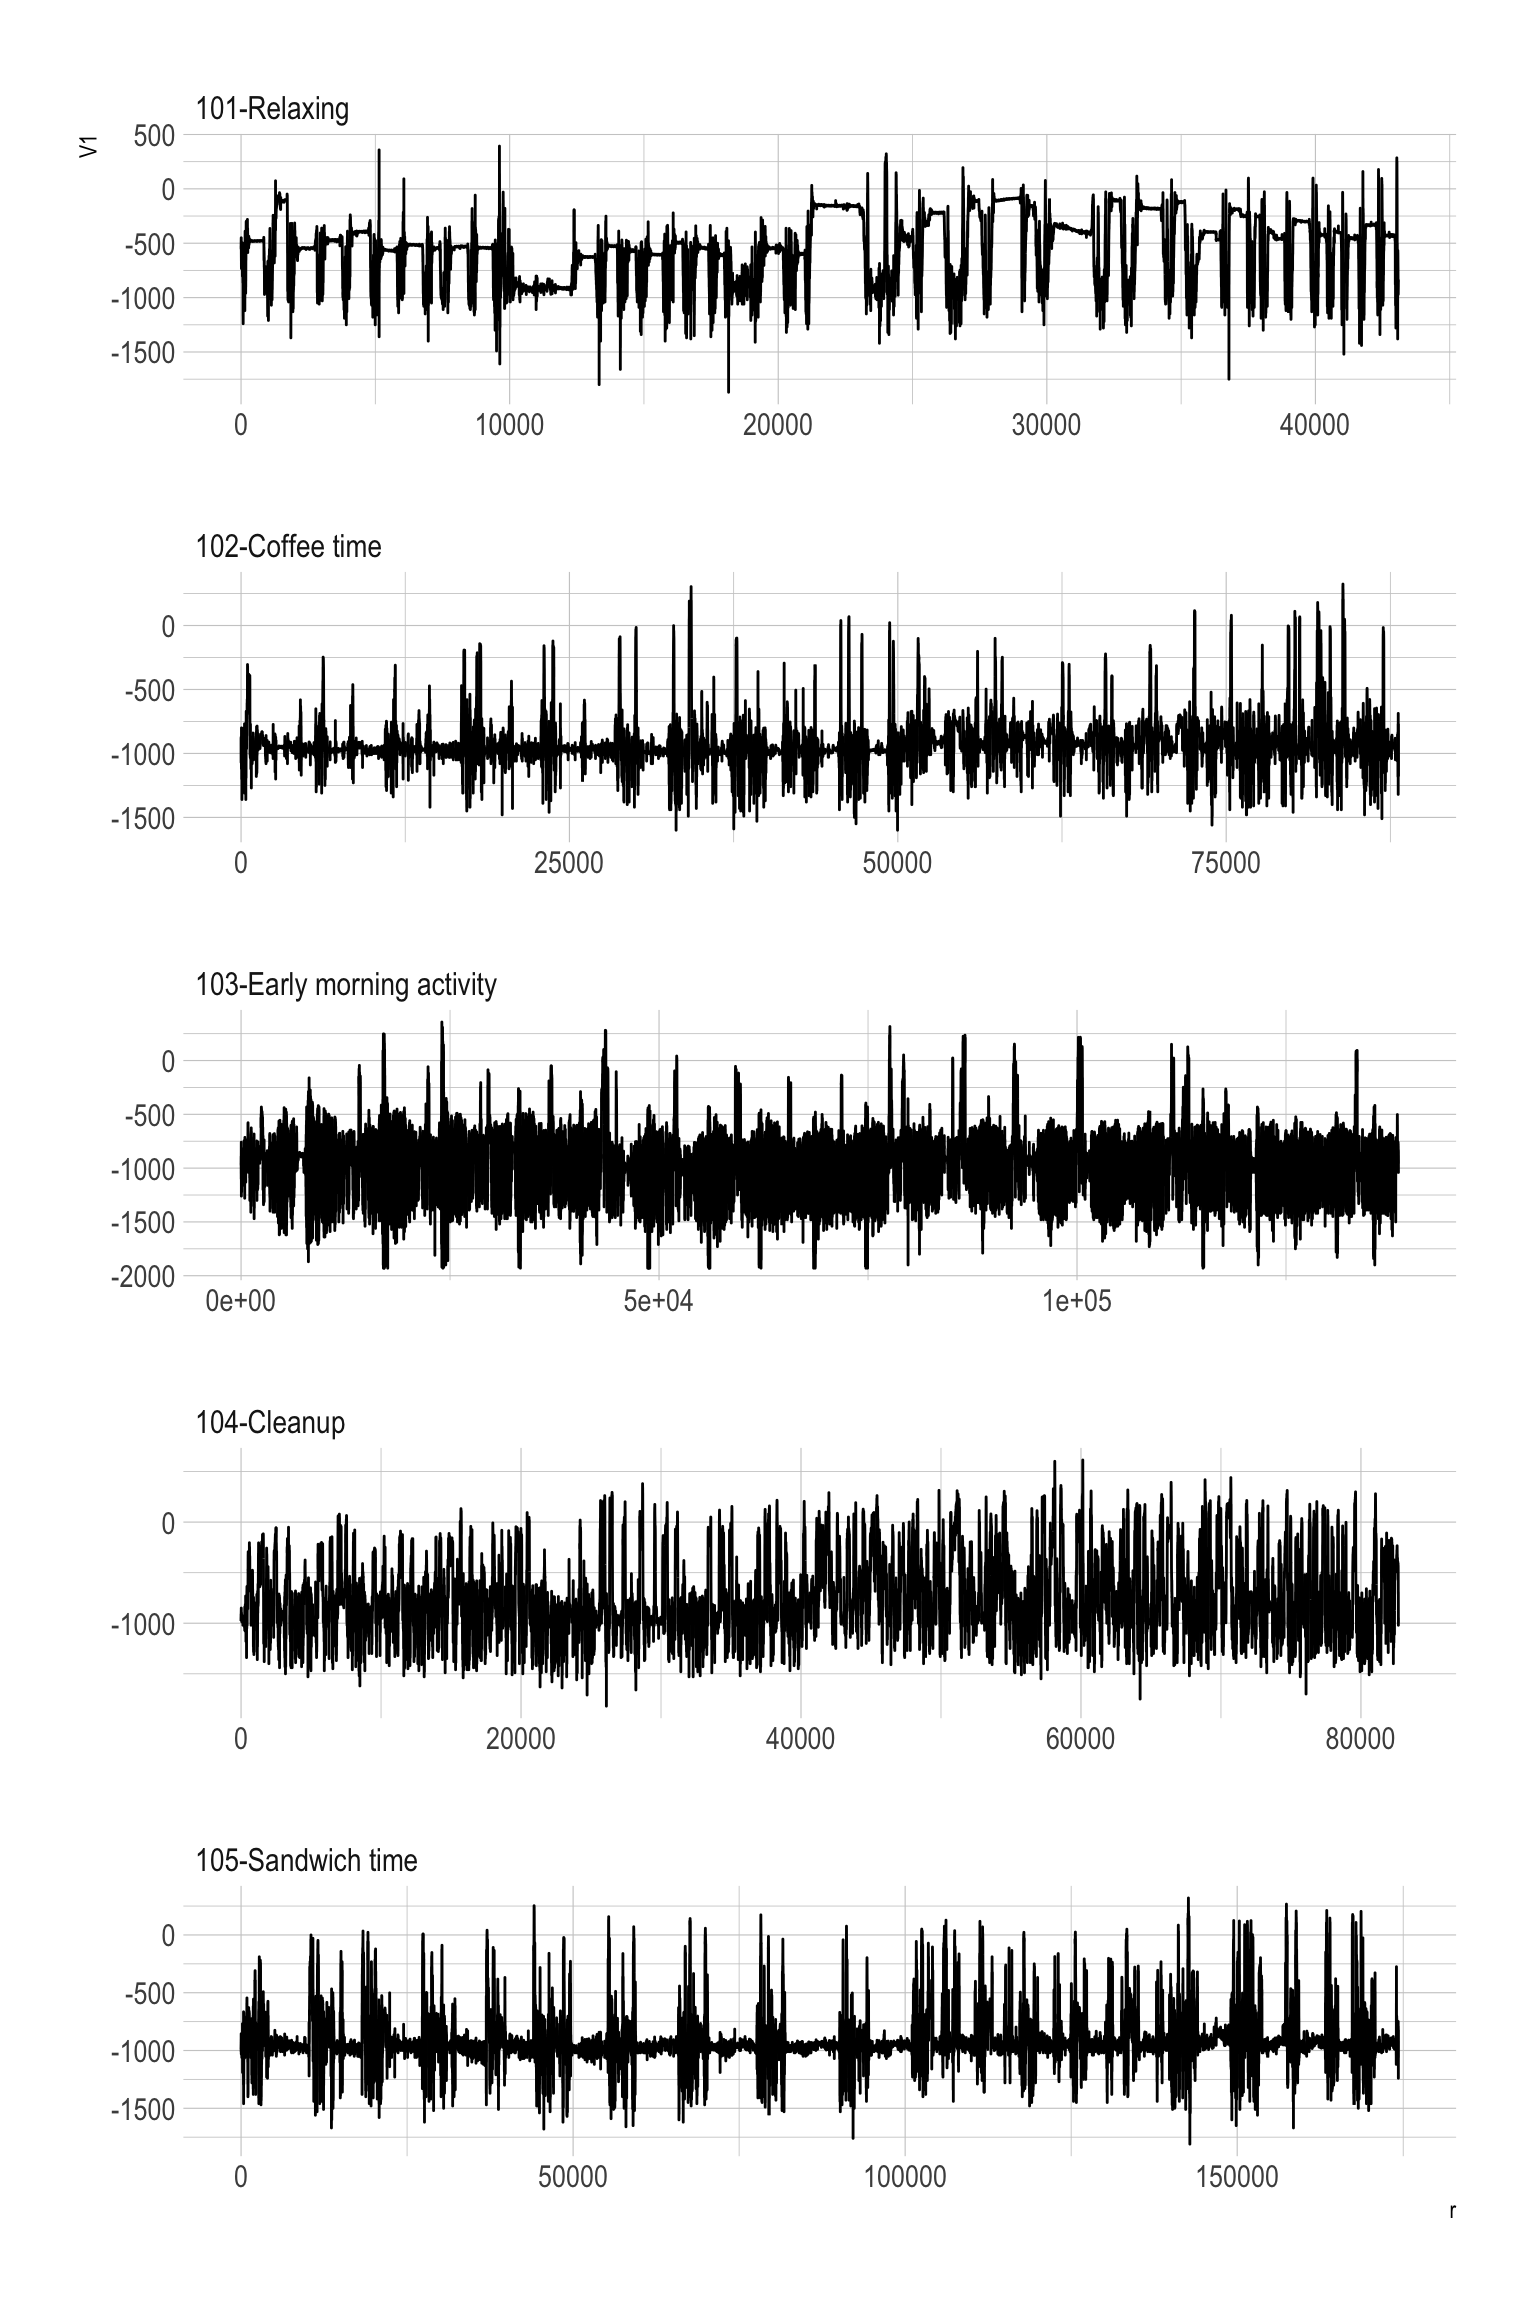 101-Relaxing
V1
500
0
-500
-1000
-1500
0 10000 20000 30000 40000
102-Coffee time
0
-500
-1000
-1500
0 25000 50000 75000
103-Early morning activity
0
-500
-1000
-1500
-2000
0e+00 5e+04 1e+05
104-Cleanup
0
-1000
0 20000 40000 60000 80000
105-Sandwich time
0
-500
-1000
-1500
0 50000 100000 150000
r